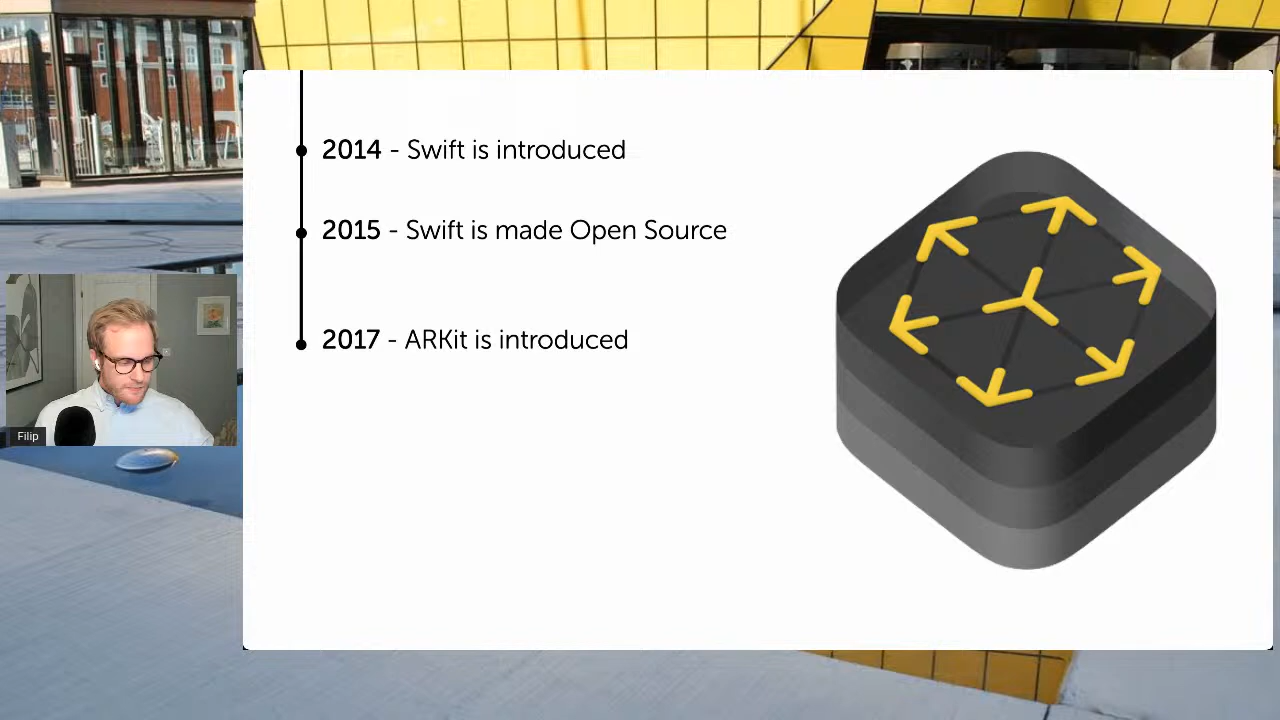 2014 - Swift is introduced
2015 - Swift is made Open Source
2017 - ARKit is introduced
Filip